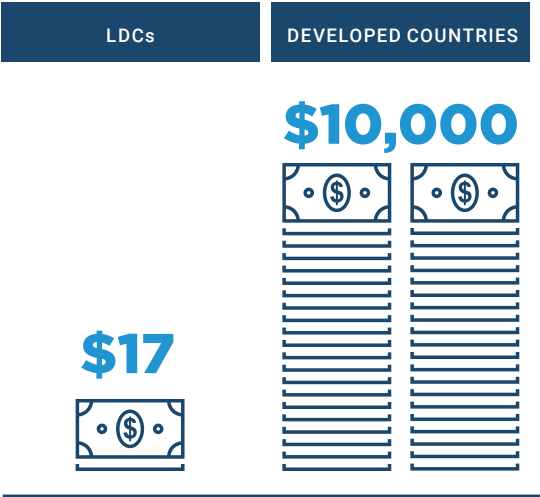 LDCs
DEVELOPED COUNTRIES
$10,000
$ $
$17
$